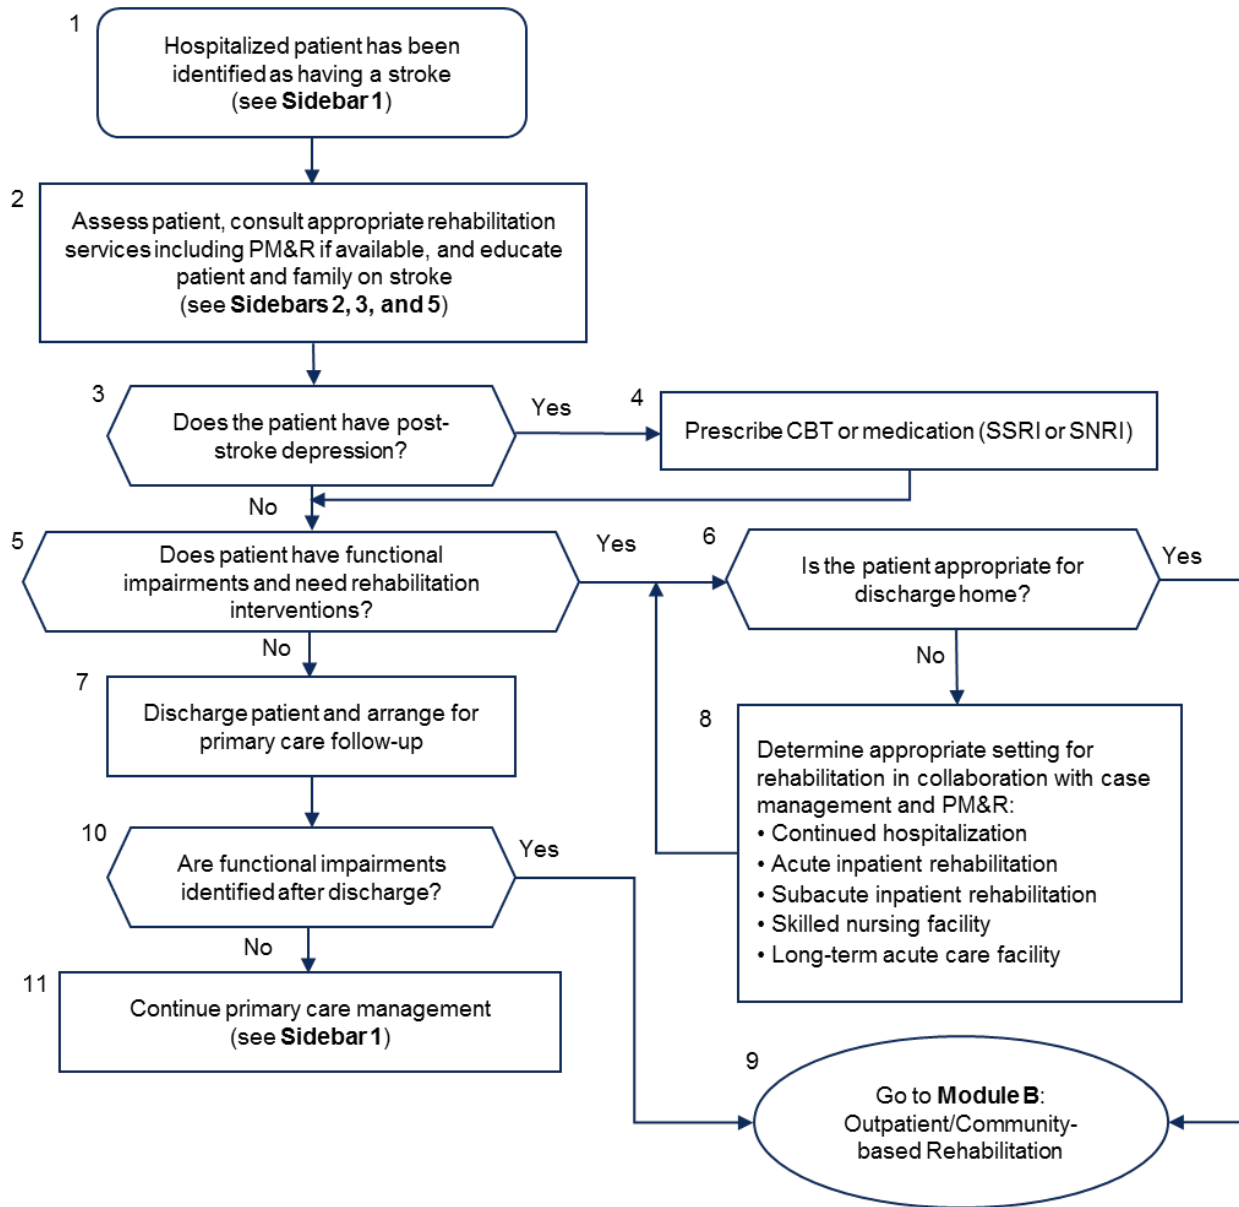 1
Hospitalized patient has been
identified as having a stroke
(see Sidebar 1)
2
Assess patient, consult appropriate rehabilitation
services including PM&R if available, and educate
patient and family on stroke
(see Sidebars 2, 3, and 5)
3
Does the patient have post-
stroke depression?
Yes
4
Prescribe CBT or medication (SSRI or SNRI)
No
5
Does patient have functional
impairments and need rehabilitation
interventions?
Yes
6
Is the patient appropriate for
discharge home?
Yes
No
No
7
Discharge patient and arrange for
primary care follow-up
8
Determine appropriate setting for
rehabilitation in collaboration with case
management and PM&R:
• Continued hospitalization
• Acute inpatient rehabilitation
• Subacute inpatient rehabilitation
• Skilled nursing facility
• Long-term acute care facility
10
Are functional impairments
identified after discharge?
Yes
No
11
Continue primary care management
(see Sidebar 1)
9
Go to Module B:
Outpatient/Community-
based Rehabilitation